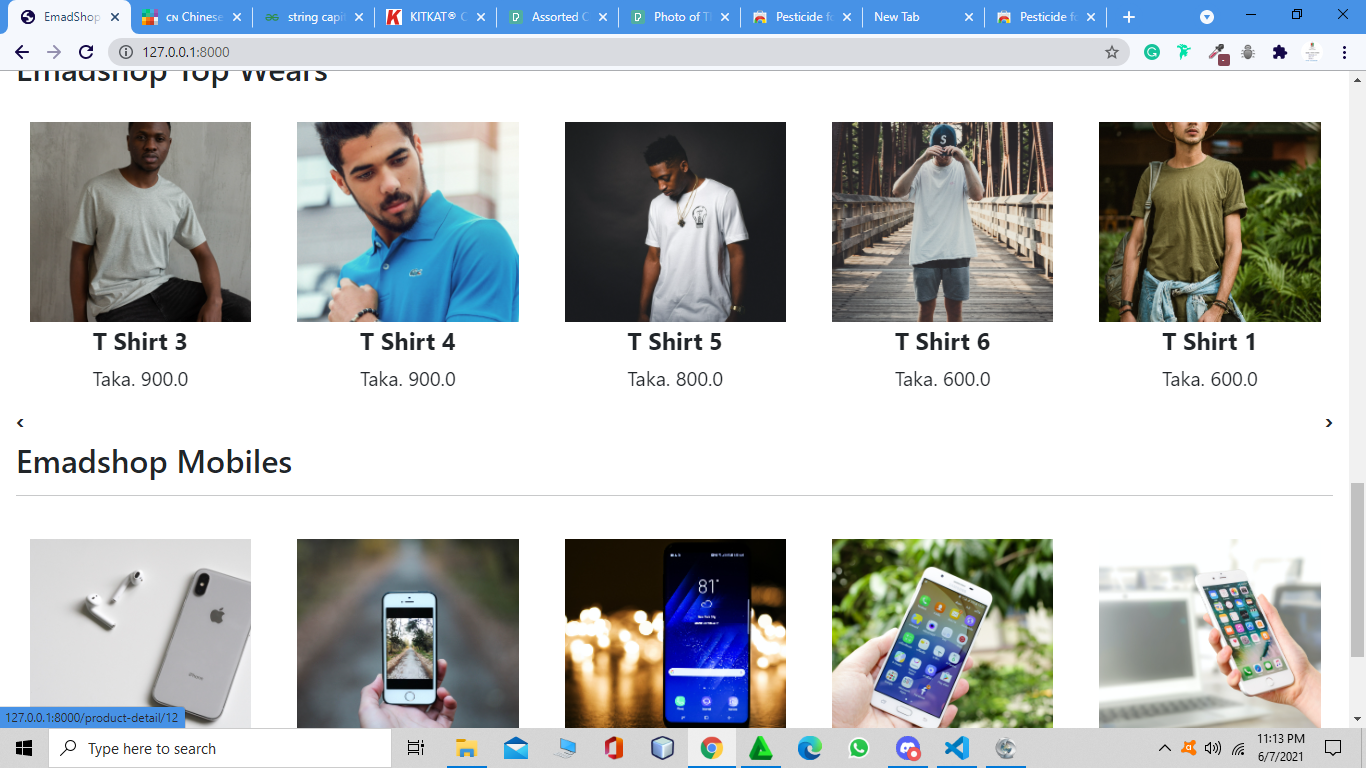 EmadShop
CN Chinese
string capi
KITKAT® C
Assorted C
Photo of T
Pesticide fo
New Tab
Pesticide fo
127.0.0.1:8000
Emadshop Top Wears
S
T Shirt 3
T Shirt 4
T Shirt 5
T Shirt 6
T Shirt 1
Taka. 900.0
Taka. 900.0
Taka. 800.0
Taka. 600.0
Taka. 600.0
Emadshop Mobiles
81°
iPhone
127.0.0.1:8000/product-detail/12
Type here to search
11:13 PM
6/7/2021